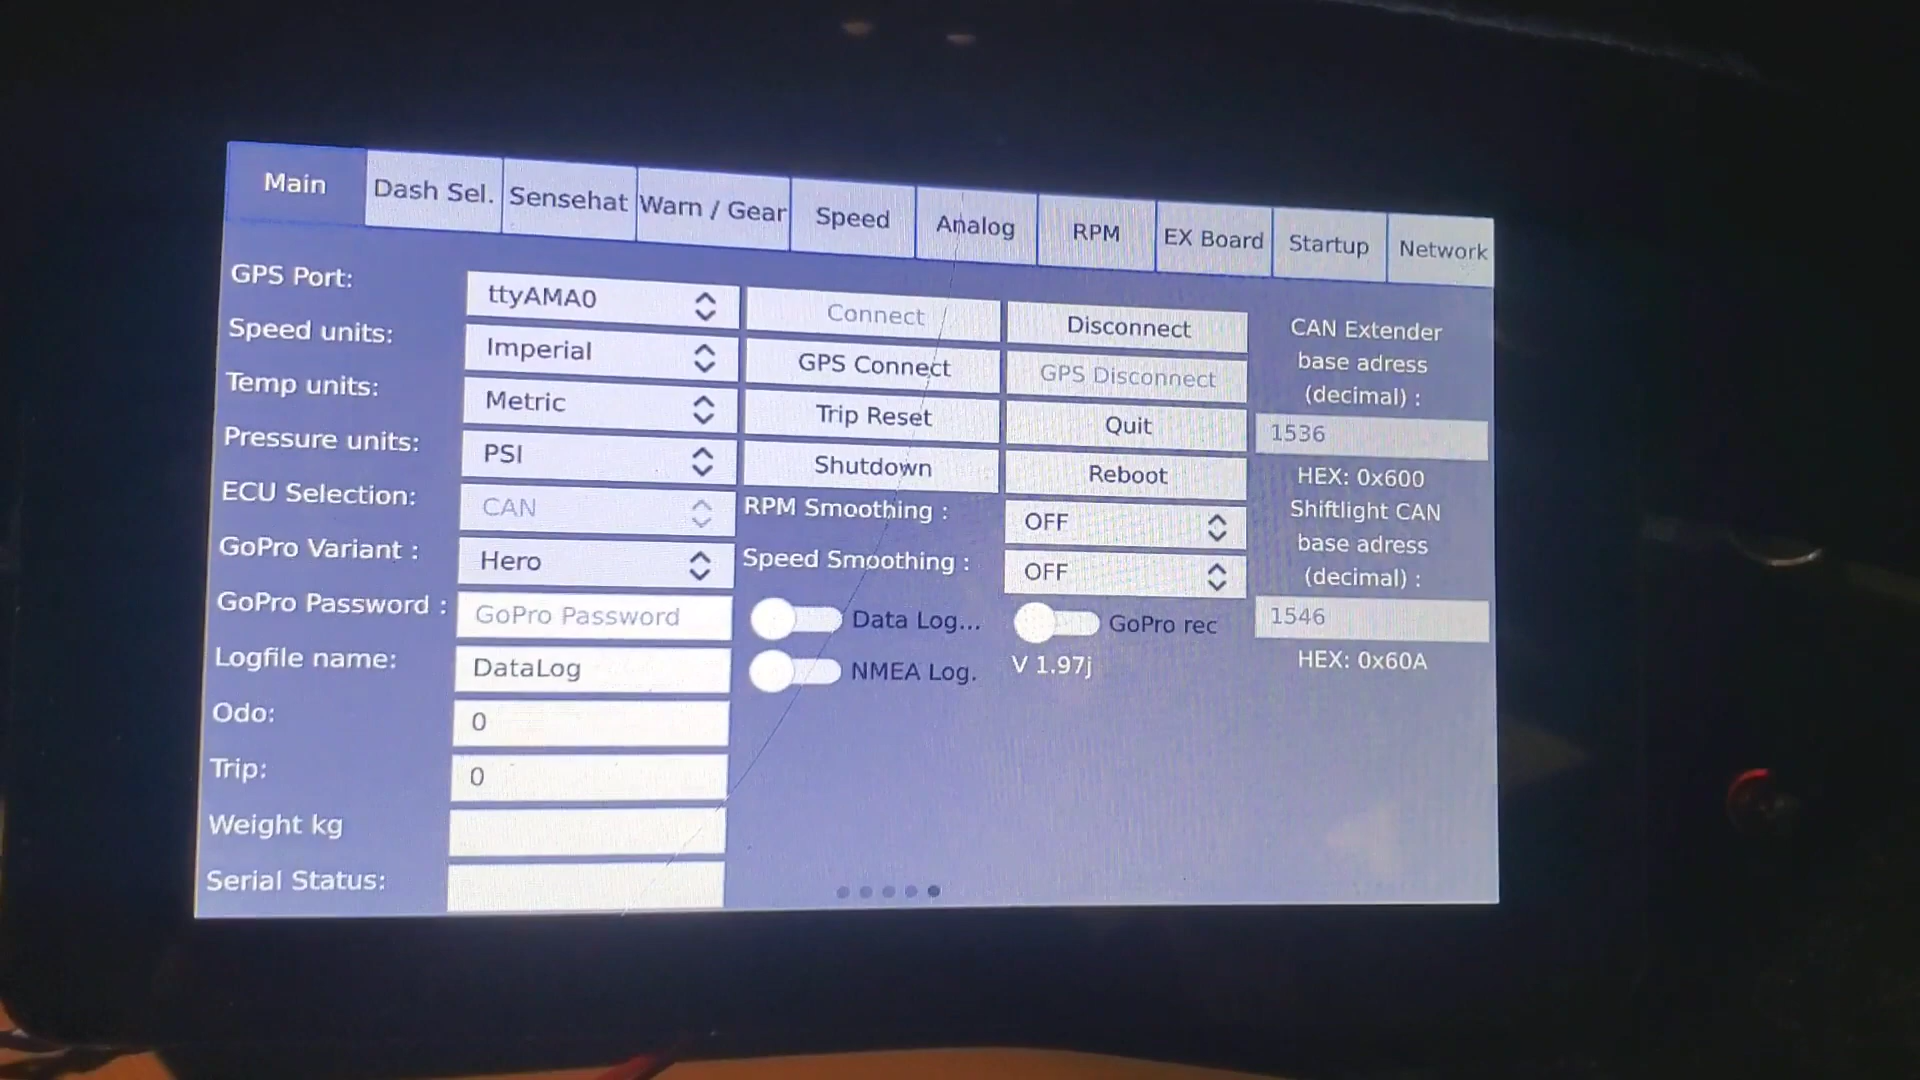 Main Dash Sel. Sensehat Warn / Gear Speed Analog RPM EX Board Startup Network
GPS Port: ttyAMA0 Connect Disconnect
Speed units: Imperial GPS Connect GPS Disconnect
Temp units: Metric Trip Reset Quit
Pressure units: PSI Shutdown Reboot
ECU Selection: CAN RPM Smoothing : OFF
GoPro Variant : Hero Speed Smoothing : OFF
GoPro Password : GoPro Password Data Log... GoPro rec
Logfile name: DataLog NMEA Log. V 1.97j
Odo: 0
Trip: 0
Weight kg
Serial Status:
CAN Extender
base adress
(decimal) :
1536
HEX: 0x600
Shiftlight CAN
base adress
(decimal) :
1546
HEX: 0x60A